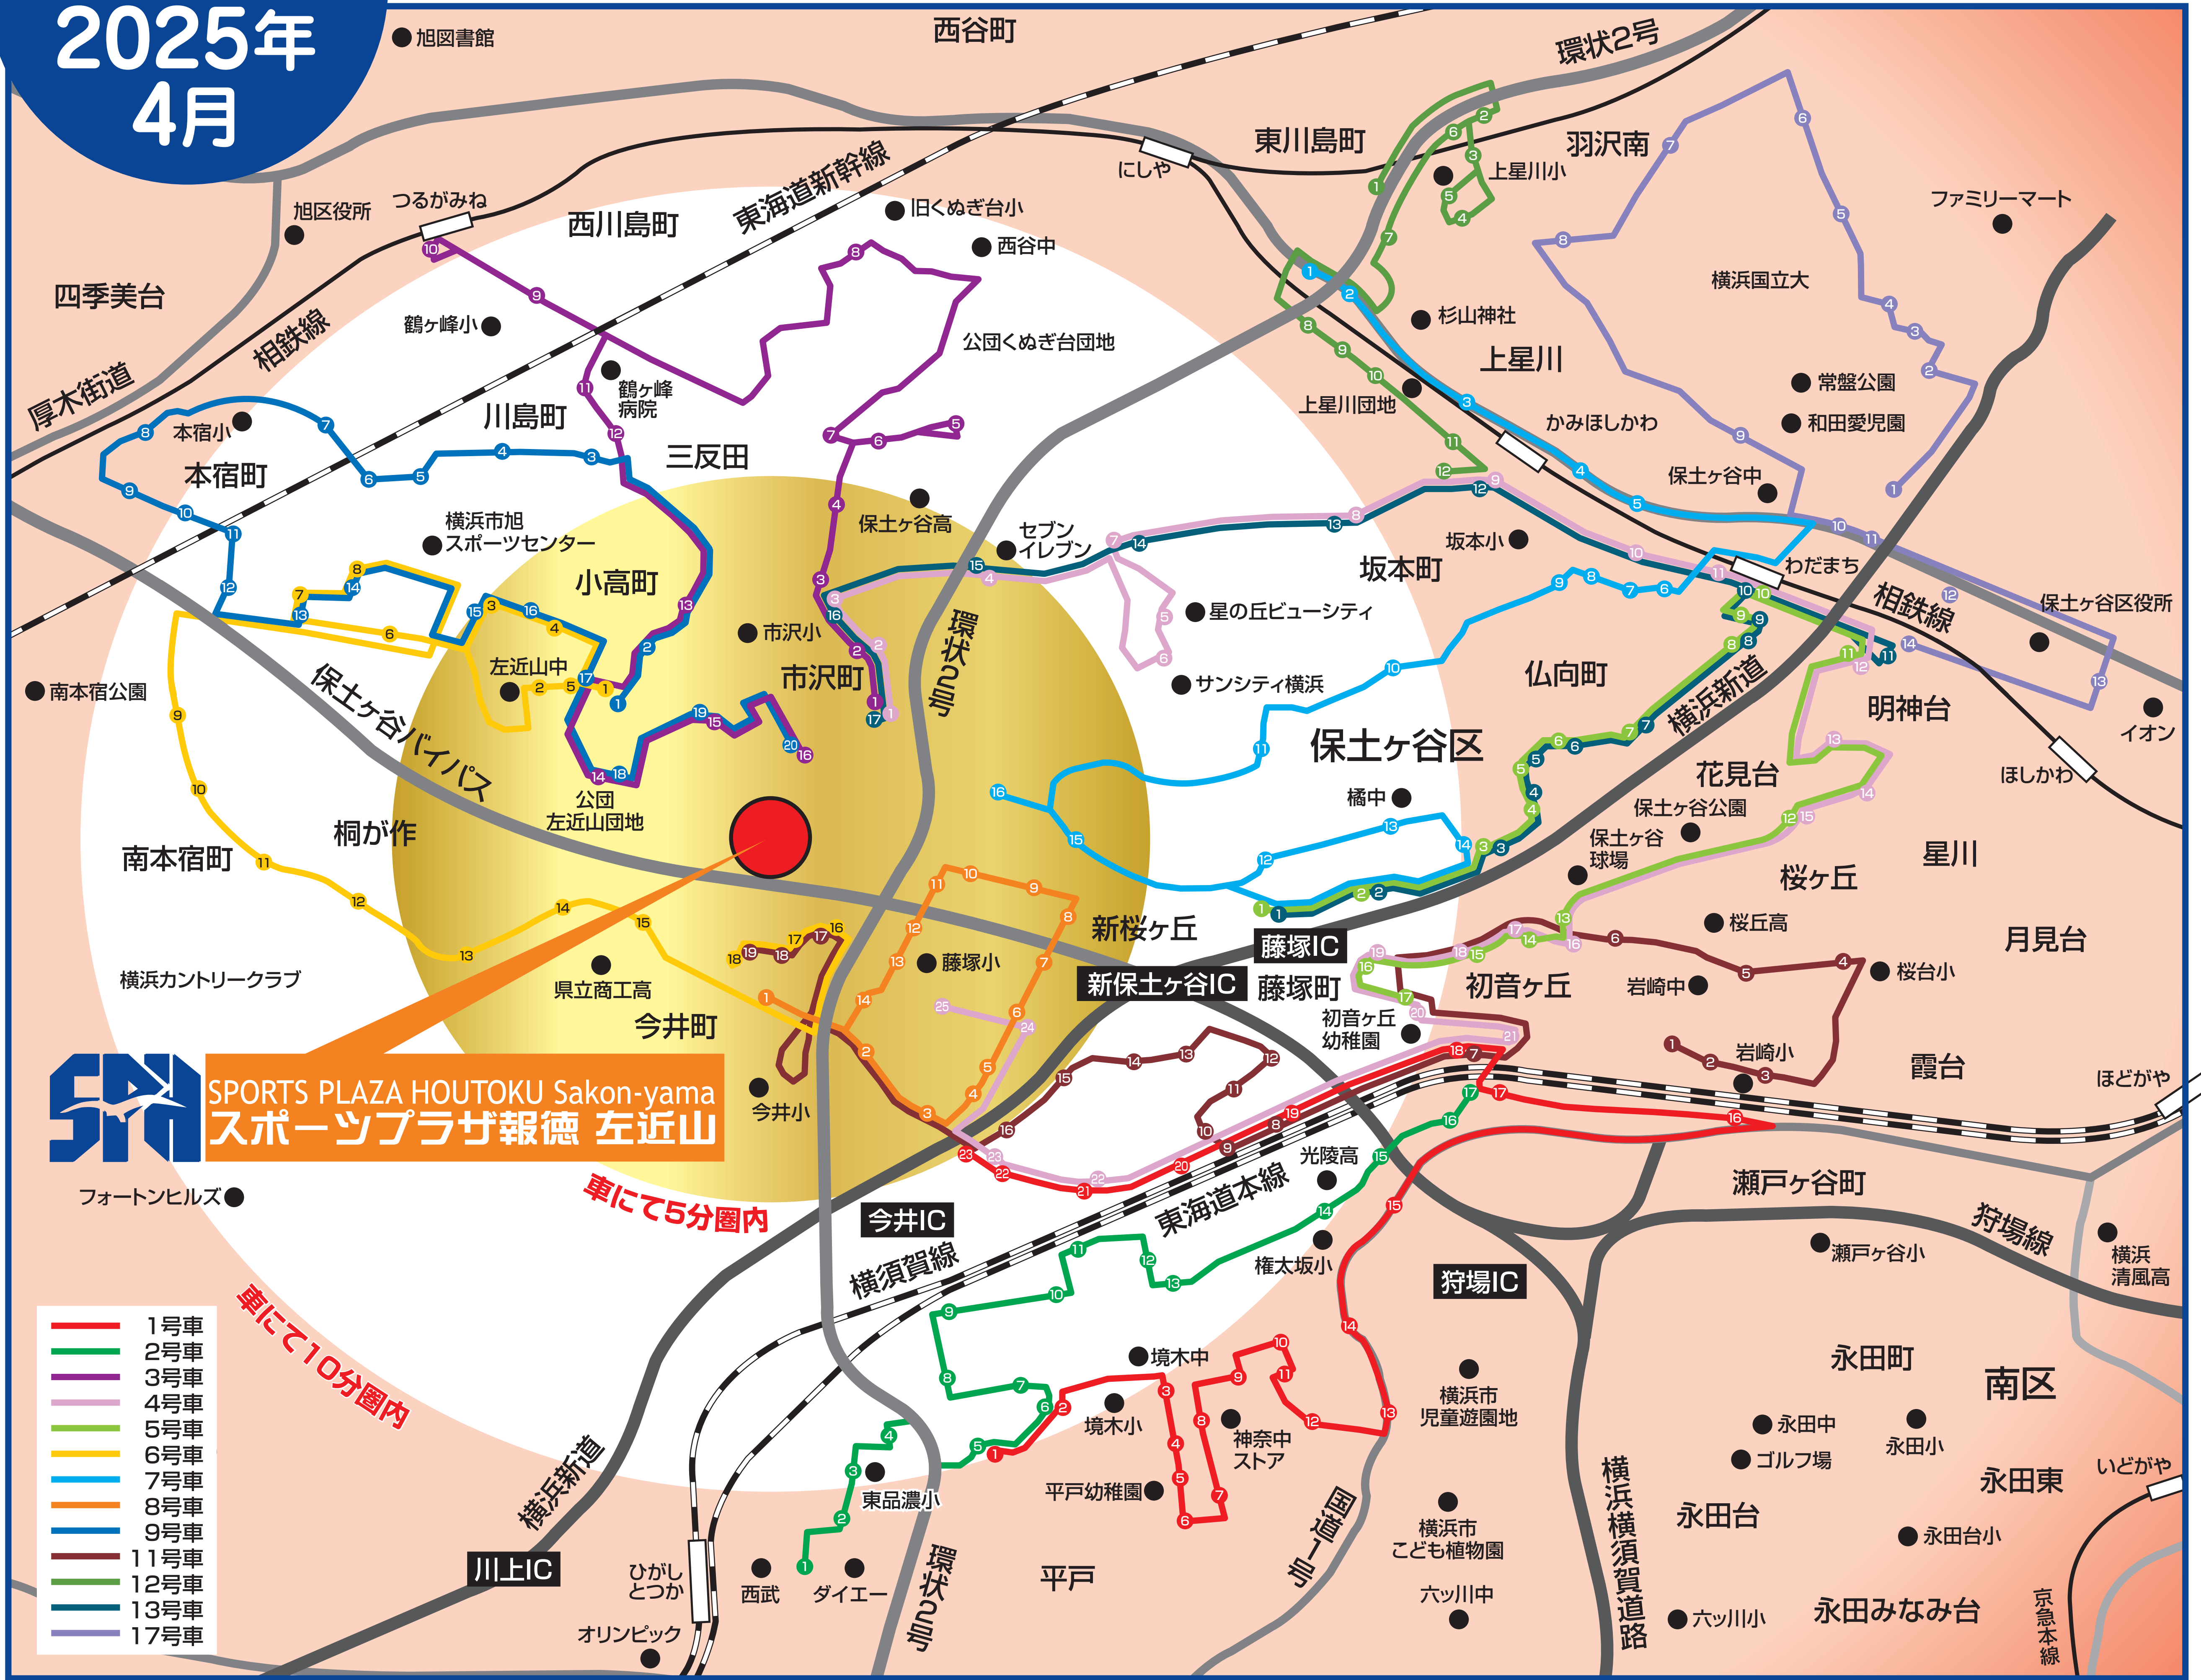 2025年
4月
旭図書館
西谷町
環状2号
東川島町
羽沢南
にしや
上星川小
ファミリーマート
旭区役所
つるがみね
西川島町
東海道新幹線
旧くぬぎ台小
西谷中
横浜国立大
四季美台
鶴ヶ峰小
公団くぬぎ台団地
杉山神社
上星川
相鉄線
厚木街道
鶴ヶ峰
病院
上星川団地
かみほしかわ
常盤公園
和田愛児園
川島町
本宿小
本宿町
三反田
保土ヶ谷中
横浜市旭
スポーツセンター
保土ヶ谷高
セブン
イレブン
坂本小
坂本町
わだまち
相鉄線
保土ヶ谷区役所
小高町
市沢小
環状2号
星の丘ビューシティ
左近山中
市沢町
サンシティ横浜
仏向町
横浜新道
明神台
イオン
南本宿公園
保土ヶ谷バイパス
保土ヶ谷区
花見台
ほしかわ
公団
左近山団地
橘中
保土ヶ谷公園
保土ヶ谷
球場
桐が作
南本宿町
星川
桜ヶ丘
新桜ヶ丘
藤塚IC
桜丘高
月見台
藤塚小
新保土ヶ谷IC
藤塚町
初音ヶ丘
岩崎中
桜台小
横浜カントリークラブ
県立商工高
今井町
初音ヶ丘
幼稚園
岩崎小
霞台
ほどがや
SPORTS PLAZA HOUTOKU Sakon-yama
スポーツプラザ報徳 左近山
今井小
光陵高
フォートンヒルズ
車にて5分圏内
今井IC
東海道本線
瀬戸ヶ谷町
狩場線
横須賀線
権太坂小
狩場IC
瀬戸ヶ谷小
横浜
清風高
車にて10分圏内
1号車
2号車
3号車
4号車
5号車
6号車
7号車
8号車
9号車
11号車
12号車
13号車
17号車
境木中
境木小
神奈中
ストア
横浜市
児童遊園地
永田町
南区
永田中
永田小
ゴルフ場
横浜新道
東品濃小
平戸幼稚園
国道1号
横浜市
こども植物園
横浜横須賀道路
永田台
永田東
いどがや
永田台小
川上IC
ひがし
とつか
西武
ダイエー
環状2号
平戸
六ッ川中
六ッ川小
永田みなみ台
京急本線
オリンピック